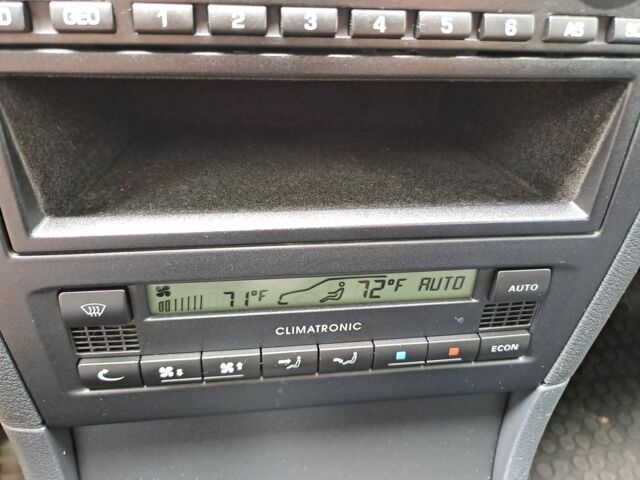 GEO 1 2 3 4 5 6 AS
71°F 72°F AUTO
AUTO
CLIMATRONIC
ECON